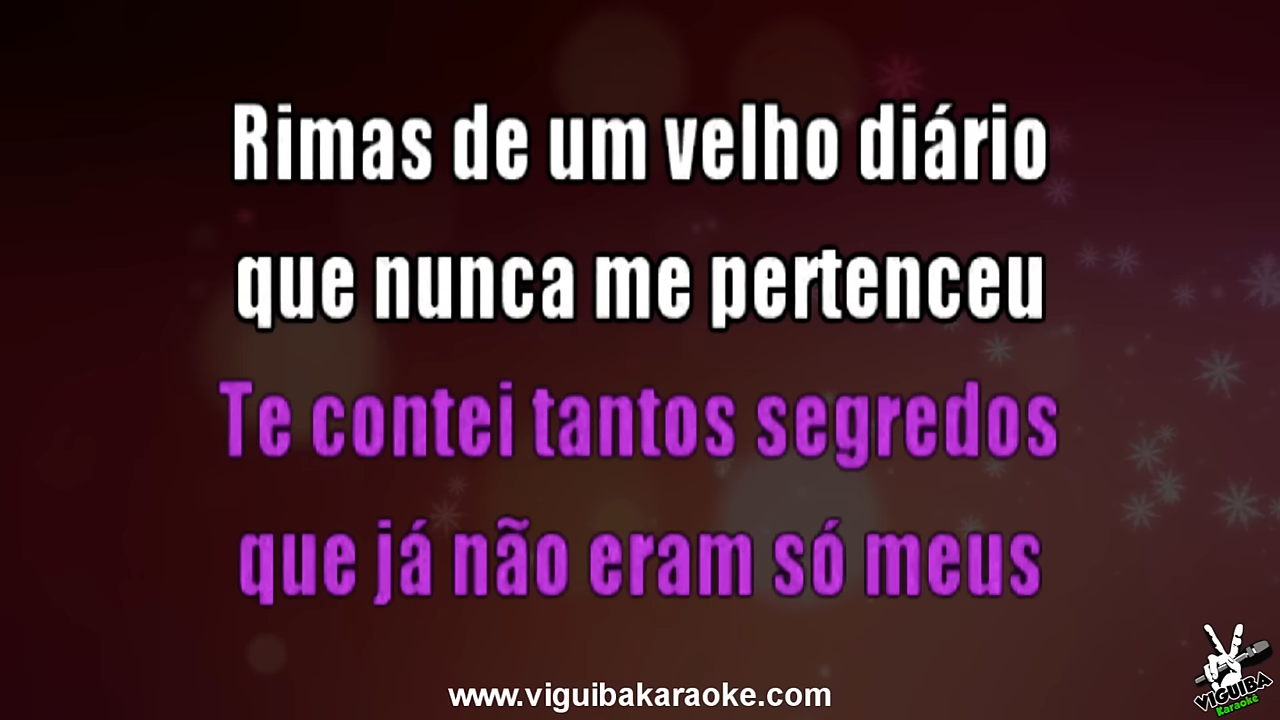 Rimas de um velho diário
que nunca me pertenceu
Te contei tantos segredos
que já não eram só meus
www.viguibakaraoke.com
VIGUIBA
Karaokê